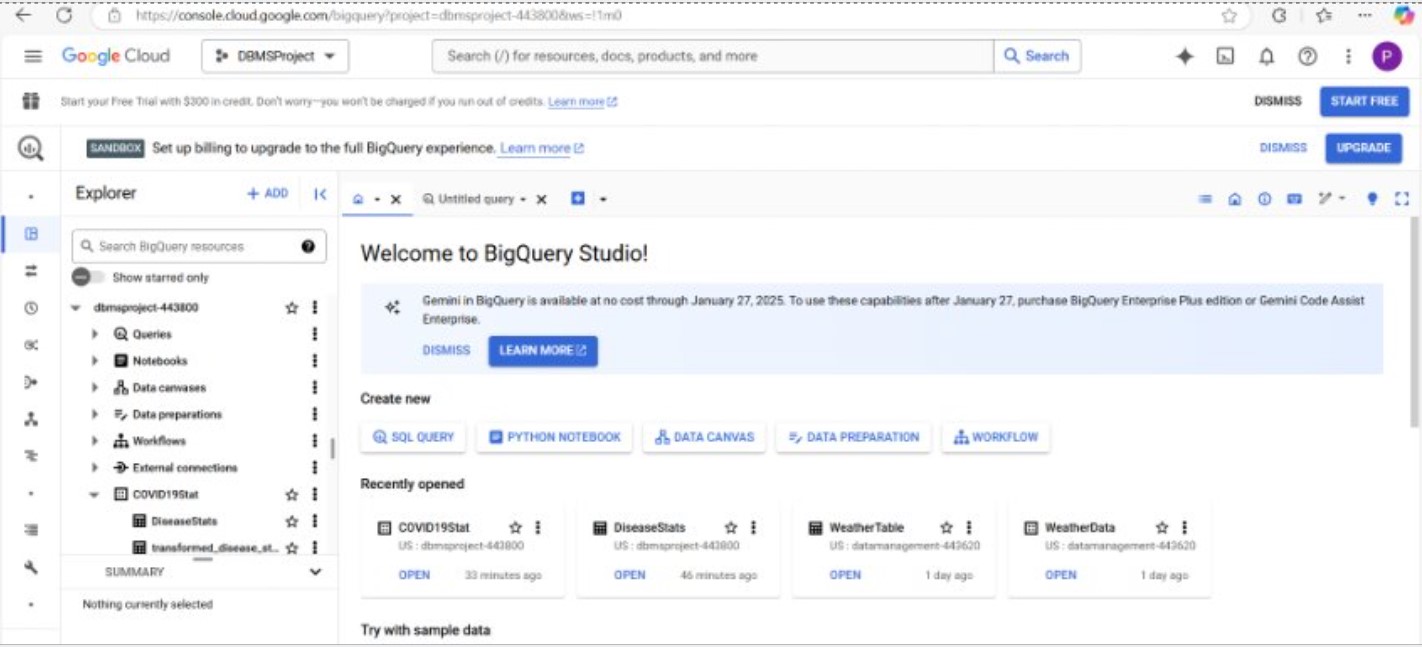 https://console.cloud.google.com/bigquery?project=dbmsproject-443800&ws=!1m0
Google Cloud
DBMSProject
Search (/) for resources, docs, products, and more
Search
P
Start your Free Trial with $300 in credit. Don't worry—you won't be charged if you run out of credits. Learn more
DISMISS
START FREE
SANDBOX Set up billing to upgrade to the full BigQuery experience. Learn more
DISMISS
UPGRADE
Explorer
+ ADD
Search BigQuery resources
Show starred only
dbmsproject-443800
Queries
Notebooks
Data canvases
Data preparations
Workflows
External connections
COVID19Stat
DiseaseStats
transformed_disease_st...
SUMMARY
Nothing currently selected
Untitled query
Welcome to BigQuery Studio!
Gemini in BigQuery is available at no cost through January 27, 2025. To use these capabilities after January 27, purchase BigQuery Enterprise Plus edition or Gemini Code Assist
Enterprise.
DISMISS
LEARN MORE
Create new
SQL QUERY
PYTHON NOTEBOOK
DATA CANVAS
DATA PREPARATION
WORKFLOW
Recently opened
COVID19Stat
US : dbmsproject-443800
OPEN
33 minutes ago
DiseaseStats
US : dbmsproject-443800
OPEN
46 minutes ago
WeatherTable
US : datamanagement-443620
OPEN
1 day ago
WeatherData
US : datamanagement-443620
OPEN
1 day ago
Try with sample data